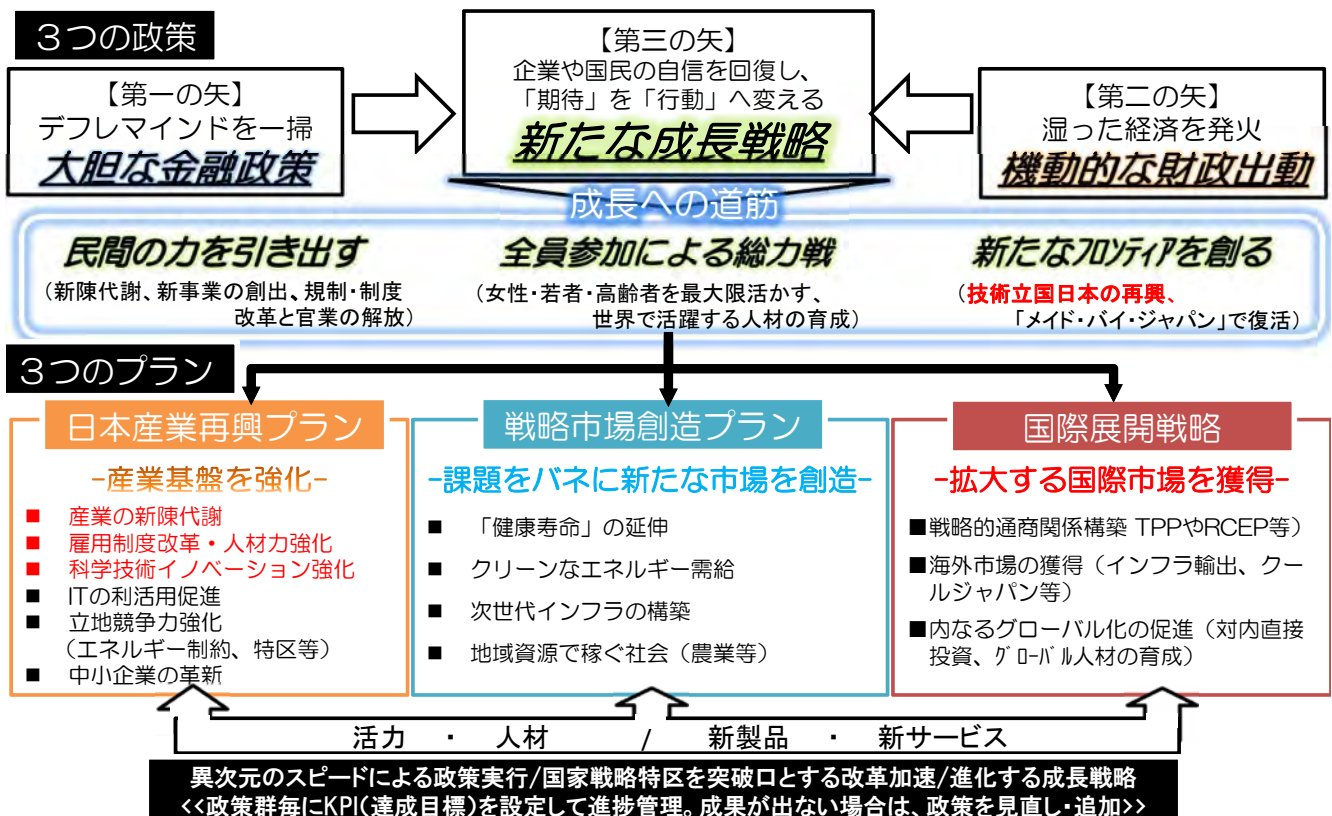 3つの政策
【第一の矢】
デフレマインドを一掃
大胆な金融政策
【第三の矢】
企業や国民の自信を回復し、
「期待」を「行動」へ変える
新たな成長戦略
【第二の矢】
湿った経済を発火
機動的な財政出動
成長への道筋
民間の力を引き出す
(新陳代謝、新事業の創出、規制・制度
改革と官業の解放)
全員参加による総力戦
(女性・若者・高齢者を最大限活かす、
世界で活躍する人材の育成)
新たなフロンティアを創る
(技術立国日本の再興、
「メイド・バイ・ジャパン」で復活)
3つのプラン
日本産業再興プラン
-産業基盤を強化-
■ 産業の新陳代謝
■ 雇用制度改革・人材力強化
■ 科学技術イノベーション強化
■ ITの利活用促進
■ 立地競争力強化
(エネルギー制約、特区等)
■ 中小企業の革新
戦略市場創造プラン
-課題をバネに新たな市場を創造-
■ 「健康寿命」の延伸
■ クリーンなエネルギー需給
■ 次世代インフラの構築
■ 地域資源で稼ぐ社会(農業等)
国際展開戦略
-拡大する国際市場を獲得-
■戦略的通商関係構築 TPPやRCEP等)
■海外市場の獲得(インフラ輸出、クー
ルジャパン等)
■内なるグローバル化の促進(対内直接
投資、グローバル人材の育成)
活力 ・ 人材 / 新製品 ・ 新サービス
異次元のスピードによる政策実行/国家戦略特区を突破口とする改革加速/進化する成長戦略
<<政策群毎にKPI(達成目標)を設定して進捗管理。成果が出ない場合は、政策を見直し・追加>>